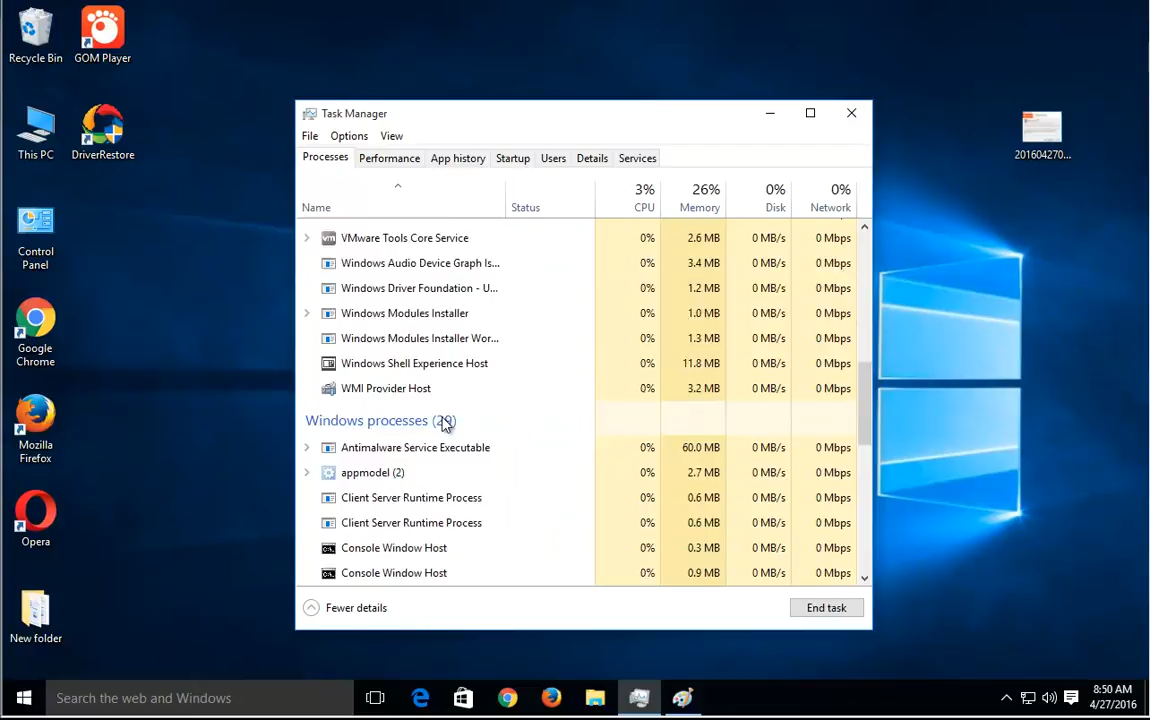 Recycle Bin
GOM Player
This PC
DriverRestore
Control
Panel
Google
Chrome
Mozilla
Firefox
Opera
New folder
201604270...
Task Manager
File Options View
Processes Performance App history Startup Users Details Services
3% 26% 0% 0%
Name Status CPU Memory Disk Network
vm VMware Tools Core Service 0% 2.6 MB 0 MB/s 0 Mbps
Windows Audio Device Graph Is... 0% 3.4 MB 0 MB/s 0 Mbps
Windows Driver Foundation - U... 0% 1.2 MB 0 MB/s 0 Mbps
Windows Modules Installer 0% 1.0 MB 0 MB/s 0 Mbps
Windows Modules Installer Wor... 0% 1.3 MB 0 MB/s 0 Mbps
Windows Shell Experience Host 0% 11.8 MB 0 MB/s 0 Mbps
WMI Provider Host 0% 3.2 MB 0 MB/s 0 Mbps
Windows processes
Antimalware Service Executable 0% 60.0 MB 0 MB/s 0 Mbps
appmodel (2) 0% 2.7 MB 0 MB/s 0 Mbps
Client Server Runtime Process 0% 0.6 MB 0 MB/s 0 Mbps
Client Server Runtime Process 0% 0.6 MB 0 MB/s 0 Mbps
Console Window Host 0% 0.3 MB 0 MB/s 0 Mbps
Console Window Host 0% 0.9 MB 0 MB/s 0 Mbps
Fewer details End task
Search the web and Windows
8:50 AM
4/27/2016